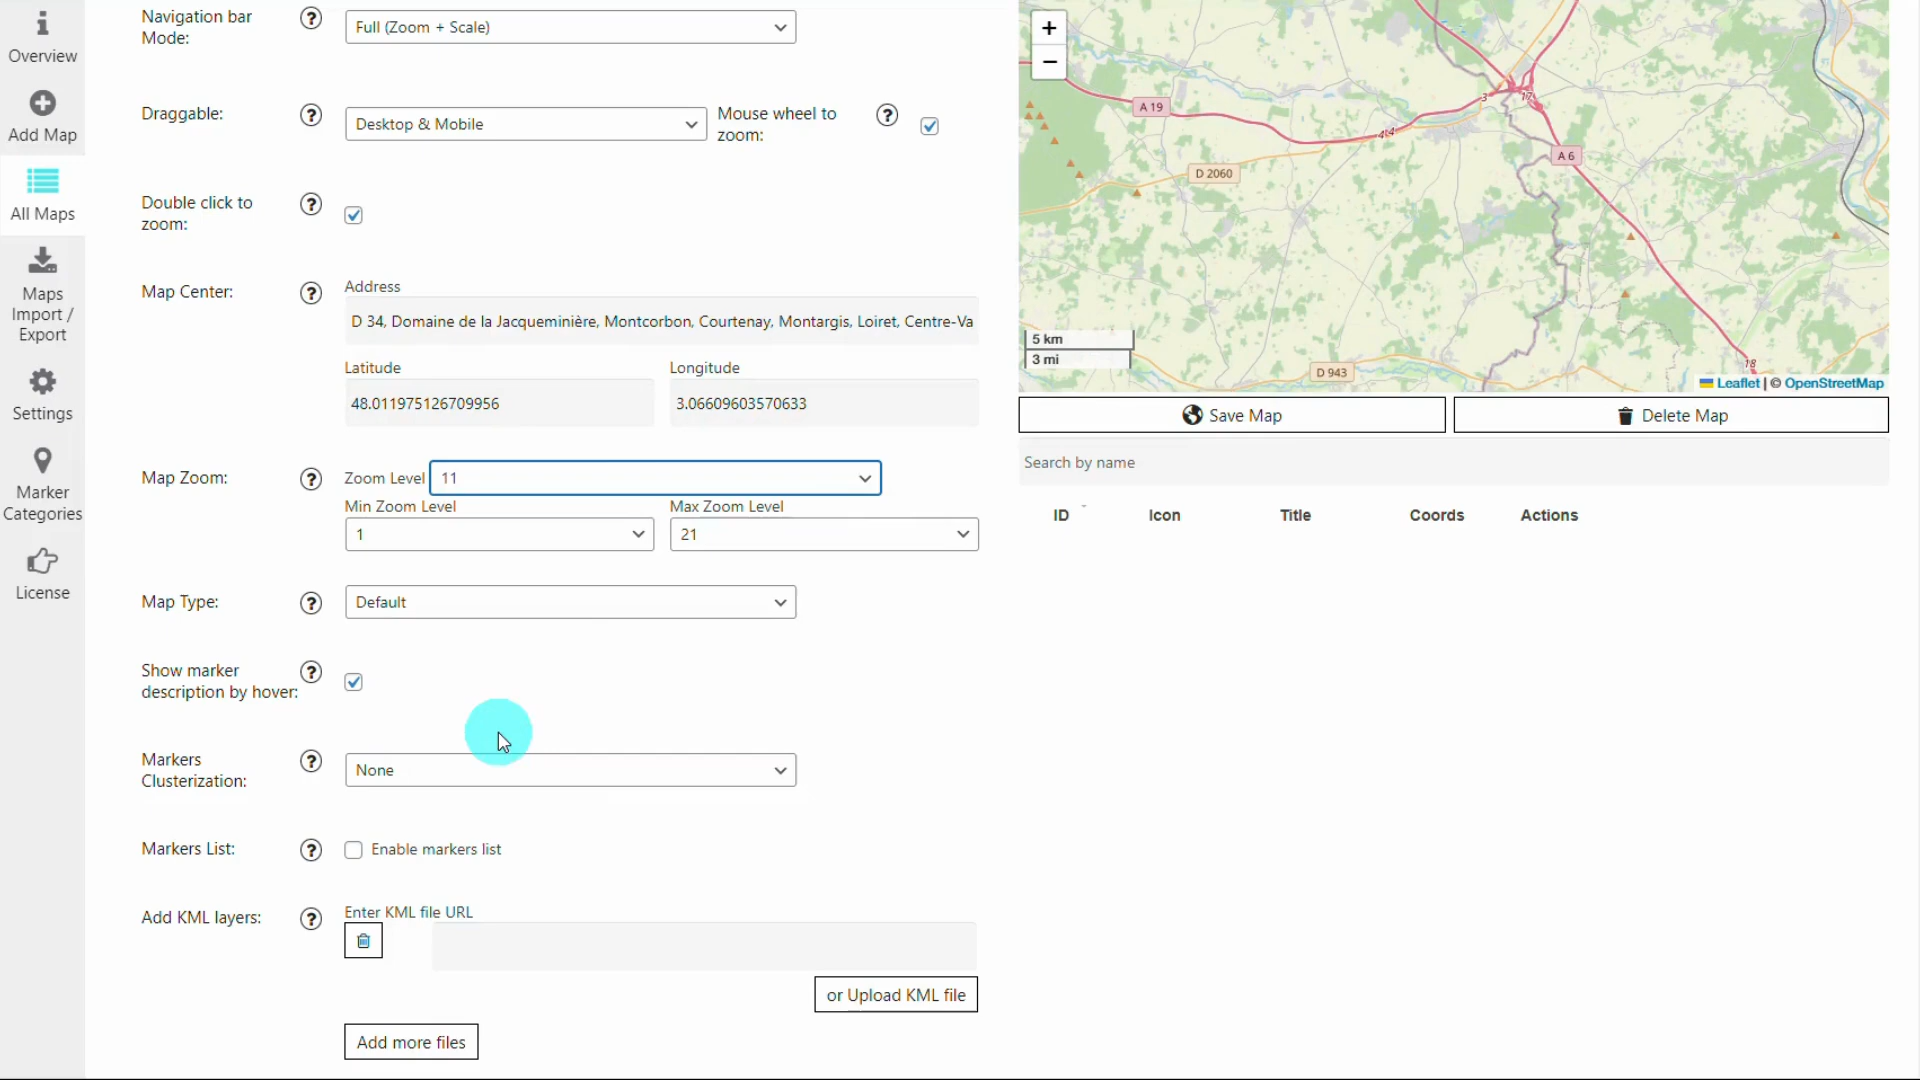 Overview
Add Map
All Maps
Maps
Import /
Export
Settings
Marker
Categories
License
Navigation bar
Mode:
?
Full (Zoom + Scale)
Draggable:
?
Desktop & Mobile
Mouse wheel to
zoom:
?
Double click to
zoom:
?
Map Center:
?
Address
D 34, Domaine de la Jacqueminière, Montcorbon, Courtenay, Montargis, Loiret, Centre-Va
Latitude
Longitude
48.011975126709956
3.06609603570633
Map Zoom:
?
Zoom Level
11
Min Zoom Level
Max Zoom Level
1
21
Map Type:
?
Default
Show marker
description by hover:
?
Markers
Clusterization:
?
None
Markers List:
?
Enable markers list
Add KML layers:
?
Enter KML file URL
or Upload KML file
Add more files
+
−
A 19
3
17
4.4
A 6
D 2060
5 km
3 mi
D 943
18
Leaflet | © OpenStreetMap
Save Map
Delete Map
Search by name
ID
Icon
Title
Coords
Actions